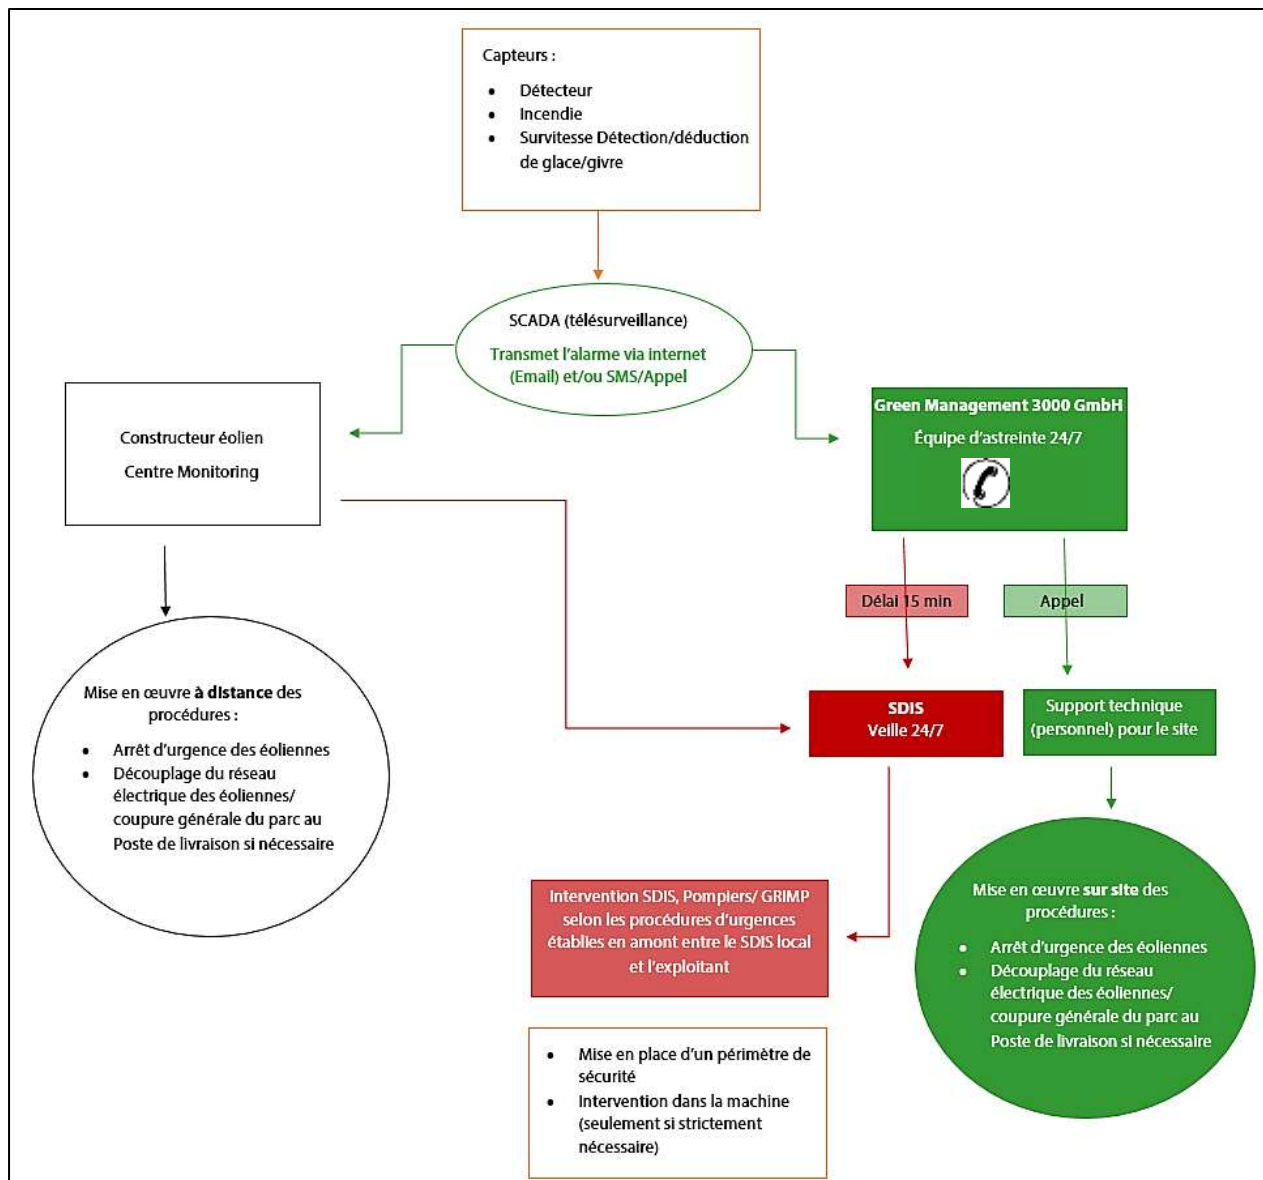 Capteurs :
• Détecteur
• Incendie
• Survitesse Détection/déduction
de glace/givre
SCADA (télésurveillance)
Transmet l'alarme via internet
(Email) et/ou SMS/Appel
Constructeur éolien
Centre Monitoring
Green Management 3000 GmbH
Équipe d'astreinte 24/7
Délai 15 min
Appel
Mise en œuvre à distance des
procédures :
• Arrêt d'urgence des éoliennes
• Découplage du réseau
électrique des éoliennes/
coupure générale du parc au
Poste de livraison si nécessaire
SDIS
Veille 24/7
Support technique
(personnel) pour le site
Intervention SDIS, Pompiers/ GRIMP
selon les procédures d'urgences
établies en amont entre le SDIS local
et l'exploitant
Mise en œuvre sur site des
procédures :
• Arrêt d'urgence des éoliennes
• Découplage du réseau
électrique des éoliennes/
coupure générale du parc au
Poste de livraison si nécessaire
• Mise en place d'un périmètre de
sécurité
• Intervention dans la machine
(seulement si strictement
nécessaire)